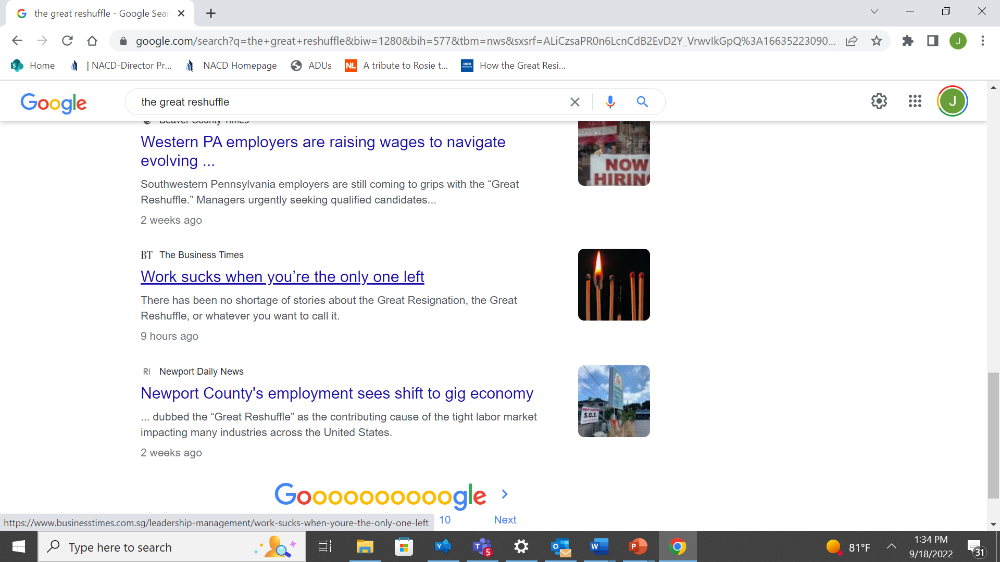 the great reshuffle - Google Sear
google.com/search?q=the+great+reshuffle&biw=1280&bih=577&tbm=nws&sxsrf=ALiCzsaPR0n6LcnCdB2EvD2Y_VrwvIkGpQ%3A16635223090...
J
Home
| NACD-Director Pr...
NACD Homepage
ADUs
NL A tribute to Rosie t...
How the Great Resi...
Google
the great reshuffle
J
Beaver County Times
Western PA employers are raising wages to navigate
evolving ...
Southwestern Pennsylvania employers are still coming to grips with the “Great
Reshuffle.” Managers urgently seeking qualified candidates...
2 weeks ago
NOW
HIRING
BT The Business Times
Work sucks when you’re the only one left
There has been no shortage of stories about the Great Resignation, the Great
Reshuffle, or whatever you want to call it.
9 hours ago
RI Newport Daily News
Newport County's employment sees shift to gig economy
... dubbed the “Great Reshuffle” as the contributing cause of the tight labor market
impacting many industries across the United States.
2 weeks ago
S.O.S.
Goooooooooogle
10 Next
https://www.businesstimes.com.sg/leadership-management/work-sucks-when-youre-the-only-one-left
Type here to search
5
81°F
1:34 PM
9/18/2022
31